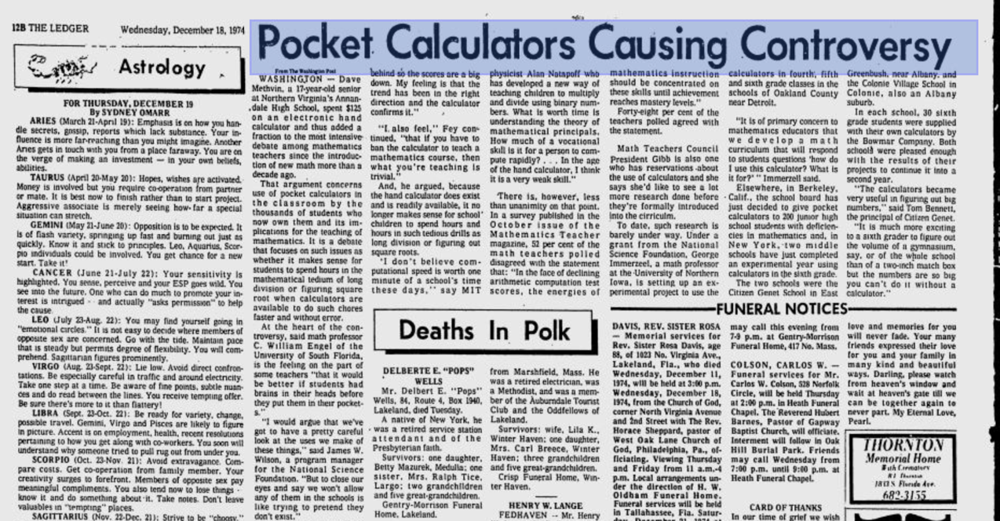 12B THE LEDGER
Wednesday, December 18, 1974
Astrology
FOR THURSDAY, DECEMBER 19
By SYDNEY OMARR
ARIES (March 21-April 19): Emphasis is on how you han-
dle secrets, gossip, reports which lack substance. Your in-
fluence is more far-reaching than you might imagine. Another
Aries gets in touch with you from a place faraway. You are on
the verge of making an investment — in your own beliefs,
abilities.
TAURUS (April 20-May 20): Hopes, wishes are activated.
Money is involved but you require co-operation from partner
or mate. It is best now to finish rather than to start project.
Aggressive associate is merely seeing how far a special
situation can stretch.
GEMINI (May 21-June 20): Opposition is to be expected. It
is of flash variety, springing up fast and burning out just as
quickly. Know it and stick to principles. Leo, Aquarius, Scor-
pio individuals could be involved. You get chance for a new
start. Take it!
CANCER (June 21-July 22): Your sensitivity is
highlighted. You sense, perceive and your ESP goes wild. You
see into the future. One who can do much to promote your in-
terest is intrigued - and actually "asks permission" to help
the cause.
LEO (July 23-Aug. 22): You may find yourself going in
"emotional circles." It is not easy to decide where members of
opposite sex are concerned. Go with the tide. Maintain pace
that is steady but permits degree of flexibility. You will com-
prehend. Sagittarian figures prominently.
VIRGO (Aug. 23-Sept. 22): Lie low. Avoid direct confron-
tations. Be especially careful in traffic and around electricity.
Take one step at a time. Be aware of fine points, subtle nuan-
ces and do read between the lines. You receive tempting offer.
Be sure there's more to it than flattery!
LIBRA (Sept. 23-Oct. 22): Be ready for variety, change,
possible travel. Gemini, Virgo and Pisces are likely to figure
in picture. Accent is on employment, health, recent resolutions
pertaining to how you get along with co-workers. You soon will
understand why someone tried to pull rug out from under you.
SCORPIO (Oct. 23-Nov. 21): Avoid extravagance. Com-
pare costs. Get co-operation from family member. Your
creativity surges to forefront. Members of opposite sex pay
meaningful compliments. You also tend now to lose things -
know it and do something about it. Take notes. Don't leave
valuables in "tempting" places.
SAGITTARIUS (Nov. 22-Dec. 21): Strive to be "choosy."
Pocket Calculators Causing Controversy
From The Washington Post
WASHINGTON — Dave
Methvin, a 17-year-old senior
at Northern Virginia's Annan-
dale High School, spent $125
on an electronic hand
calculator and thus added a
fraction to the most intensive
debate among mathematics
teachers since the introduc-
tion of new math more than a
decade ago.
That argument concerns
use of pocket calculators in
the classroom by the
thousands of students who
now own them and its im-
plications for the teaching of
mathematics. It is a debate
that focuses on such issues as
whether it makes sense for
students to spend hours in the
mathematical tedium of long
division or figuring square
root when calculators are
available to do such chores
faster and without error.
At the heart of the con-
troversy, said math professor
C. William Engel of the
University of South Florida,
is the feeling on the part of
some teachers "that it would
be better if students had
brains in their heads before
they put them in their pocket-
s."
"I would argue that we've
got to have a pretty careful
look at the uses we make of
these things," said James W.
Wilson, a program manager
for the National Science
Foundation. "But to close our
eyes and say we won't allow
any of them in the schools is
like trying to pretend they
don't exist."
behind so the scores are a big
down. My feeling is that the
trend has been in the right
direction and the calculator
confirms it."
"I also feel," Fey con-
tinued, "that if you have to
ban the calculator to teach a
mathematics course, then
what you're teaching is
trivial."
And, he argued, because
the hand calculator does exist
and is readily available, it no
longer makes sense for school
children to spend hours and
hours in such tedious drills as
long division or figuring out
square roots.
"I don't believe com-
putational speed is worth one
minute of a school's time
these days," say MIT
physicist Alan Natapoff who
has developed a new way of
teaching children to multiply
and divide using binary num-
bers. What is worth time is
understanding the theory of
mathematical principals.
How much of a vocational
skill is it for a person to com-
pute rapidly? . . . In the age
of the hand calculator, I think
it is a very weak skill."
There is, however, less
than unanimity on that point.
In a survey published in the
October issue of the
Mathematics Teacher
magazine, 52 per cent of the
math teachers polled
disagreed with the statement
that: "In the face of declining
arithmetic computation test
scores, the energies of
mathematics instruction
should be concentrated on
these skills until achievement
reaches mastery levels."
Forty-eight per cent of the
teachers polled agreed with
the statement.
Math Teachers Council
President Gibb is also one
who has reservations about
the use of calculators and she
says she'd like to see a lot
more research done before
they're formally introduced
into the cirriculm.
To date, such research is
barely under way. Under a
grant from the National
Science Foundation, George
Immerzeel, a math professor
at the University of Northern
Iowa, is setting up an ex-
perimental project to use the
calculators in fourth, fifth
and sixth grade classes in the
schools of Oakland County
near Detroit.
"It is of primary concern to
mathematics educators that
we develop a math
curriculum that will respond
to students questions 'how do
I use this calculator? What is
it for?' " Immerzell said.
Elsewhere, in Berkeley,
Calif., the school board has
just decided to give pocket
calculators to 200 junior high
school students with deficien-
cies in mathematics and, in
New York, two middle
schools have just completed
an experimental year using
calculators in the sixth grade.
The two schools were the
Citizen Genet School in East
Greenbush, near Albany, and
the Colonie Village School in
Colonie, also an Albany
suburb.
In each school, 30 sixth
grade students were supplied
with their own calculators by
the Bowmar Company. Both
schools were pleased enough
with the results of their
projects to continue it into a
second year.
"The calculators became
very useful in figuring out big
numbers," said Tom Bennett,
the principal of Citizen Genet.
"It is much more exciting
to a sixth grader to figure out
the volume of a gymnasium,
say, or of the whole school
than of a two-inch match box
but the numbers are so big
you can't do it without a
calculator."
Deaths In Polk
DELBERTE E. "POPS"
WELLS
Mr. Delbert E. "Pops"
Wells, 84, Route 4, Box 1940,
Lakeland, died Tuesday.
A native of New York, he
was a retired service station
attendant and of the
Presbyterian faith.
Survivors: one daughter,
Betty Mazurek, Medulla; one
sister, Mrs. Ralph Tice,
Largo; two grandchildren
and five great-grandchildren.
Gentry-Morrison Funeral
Home, Lakeland.
from Marshfield, Mass. He
was a retired electrician, was
a Methodist, and was a mem-
ber of the Auburndale Tourist
Club and the Oddfellows of
Lakeland.
Survivors: wife, Lila K.,
Winter Haven; one daughter,
Mrs. Carl Breece, Winter
Haven; three grandchildren
and five great-grandchildren.
Crisp Funeral Home, Win-
ter Haven.
HENRY W. LANGE
FEDHAVEN — Mr. Henry
FUNERAL NOTICES
DAVIS, REV. SISTER ROSA
— Memorial services for
Rev. Sister Rosa Davis, age
88, of 1023 No. Virginia Ave.,
Lakeland, Fla., who died
Wednesday, December 11,
1974, will be held at 3:00 p.m.
Wednesday, December 18,
1974, from the Church of God,
corner North Virginia Avenue
and 2nd Street with The Rev.
Horace Sheppard, pastor of
West Oak Lane Church of
God, Philadelphia, Pa., of-
ficiating. Viewing Thursday
and Friday from 11 a.m.-4
p.m. Local arrangements un-
der the direction of H. W.
Oldham Funeral Home.
Funeral services will be held
in Tallahassee, Fla. Satur-
may call this evening from
7-9 p.m. at Gentry-Morrison
Funeral Home, 417 No. Mass.
COLSON, CARLOS W. —
Funeral services for Mr.
Carlos W. Colson, 528 Norfolk
Circle, will be held Thursday
at 2:00 p.m. in Heath Funeral
Chapel. The Reverend Hubert
Barnes, Pastor of Gapway
Baptist Church, will officiate.
Interment will follow in Oak
Hill Burial Park. Friends
may call Wednesday from
7:00 p.m. until 9:00 p.m. at
Heath Funeral Chapel.
CARD OF THANKS
In our time of grief we wish
love and memories for you
will never fade. Your many
friends expressed their love
for you and your family in
many kind and beautiful
ways. Darling, please watch
from heaven's window and
wait at heaven's gate till we
can be together again to
never part. My Eternal Love,
Pearl.
THORNTON
Memorial Home
With Crematory
1813 S. Florida Ave.
682-3155